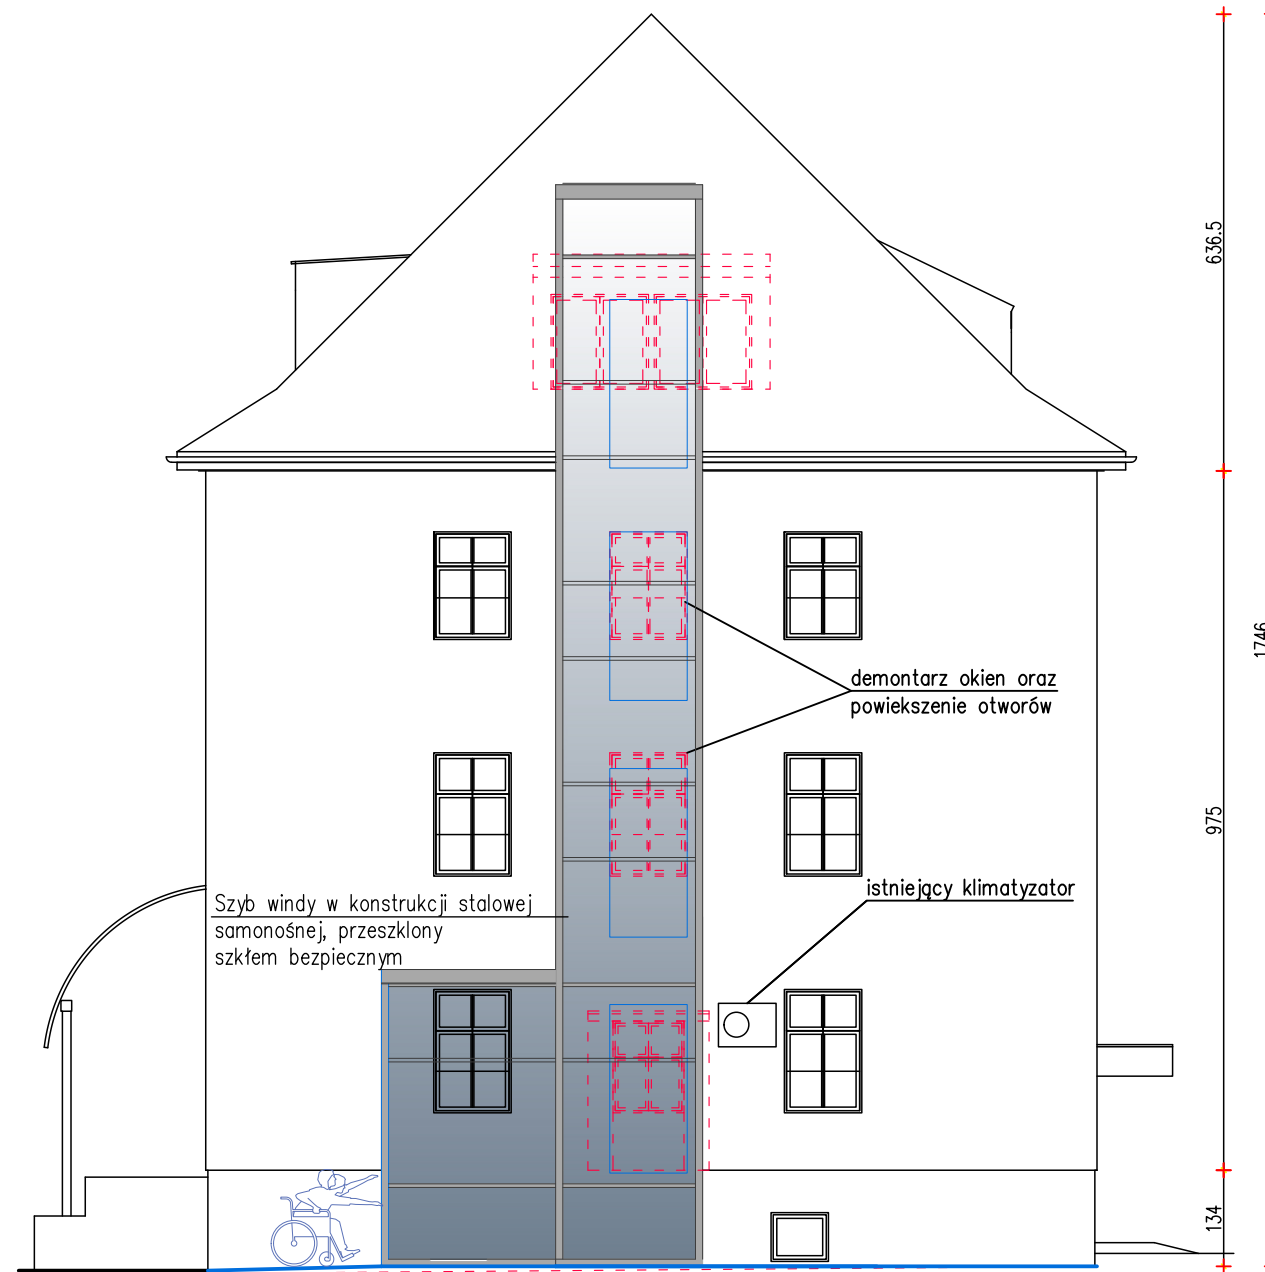 636.5
1746
demontarz okien oraz
powiekszenie otworów
975
istniejący klimatyzator
Szyb windy w konstrukcji stalowej
samonośnej, przeszklony
szkłem bezpiecznym
134